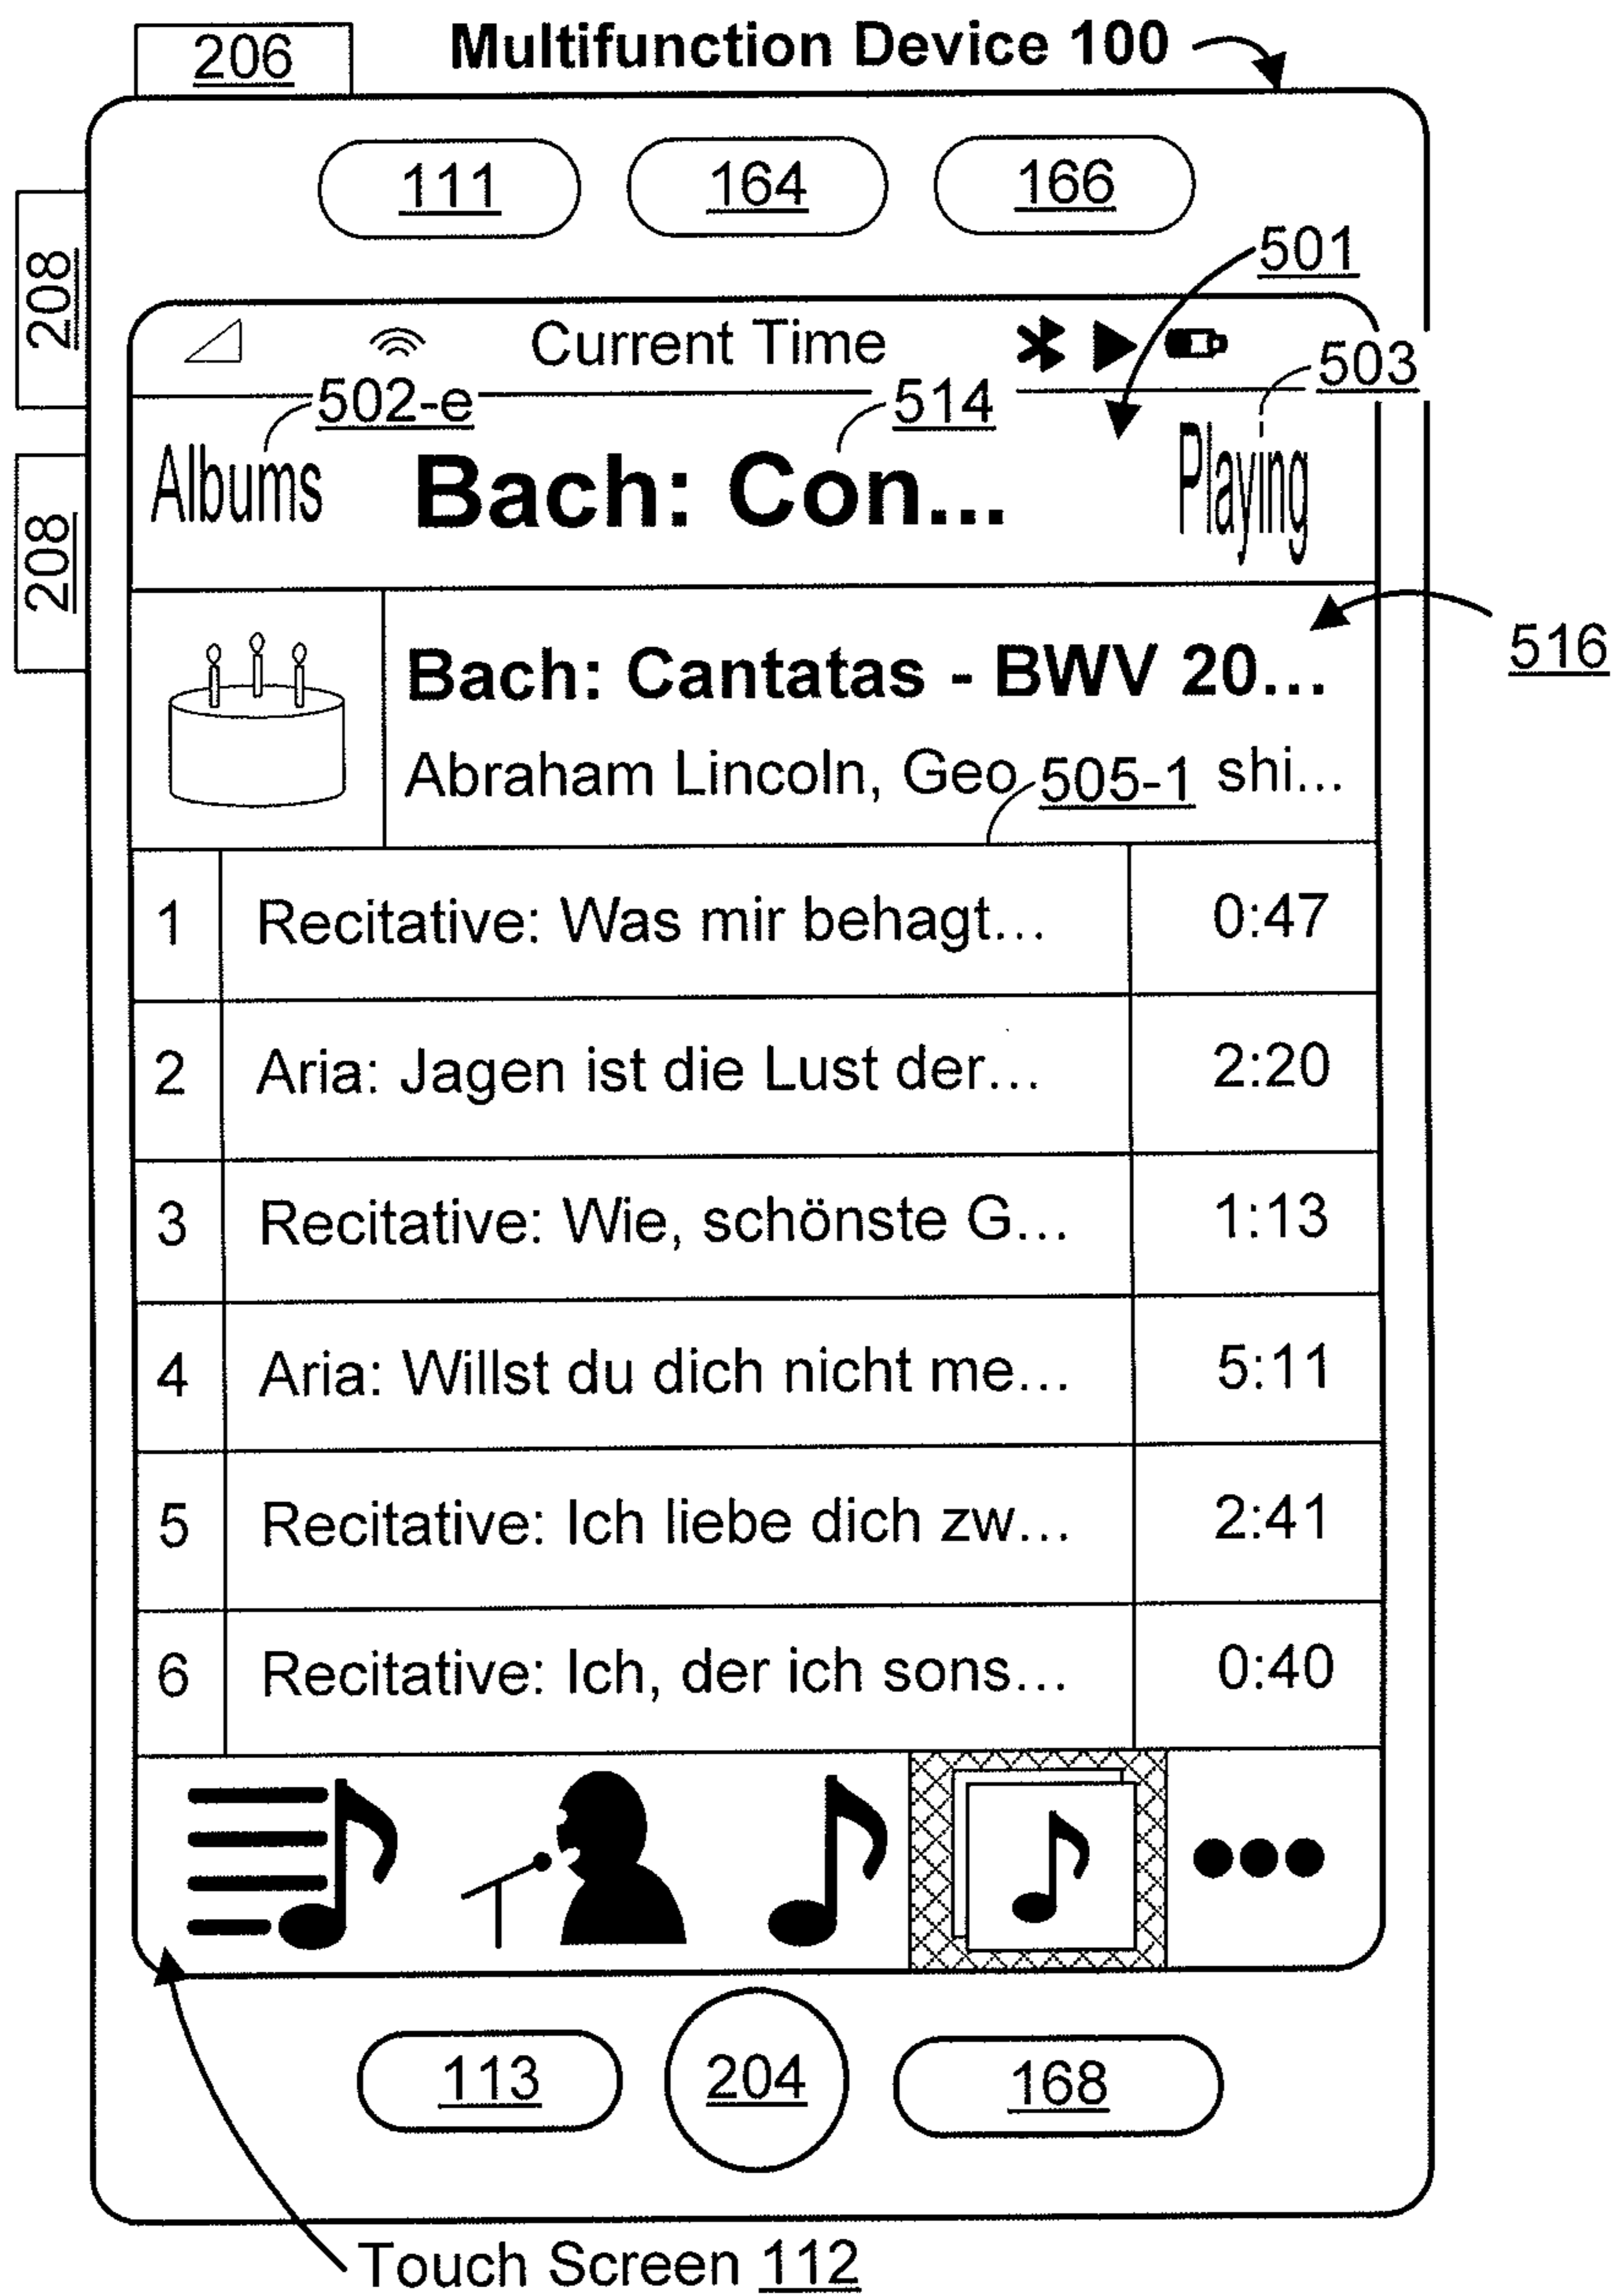 206
Multifunction Device 100
111
164
166
208
208
501
Current Time
503
502-e
514
Albums
Bach: Con...
Playing
516
Bach: Cantatas - BWV 20...
Abraham Lincoln, Geo 505-1 shi...
1 Recitative: Was mir behagt... 0:47
2 Aria: Jagen ist die Lust der... 2:20
3 Recitative: Wie, schönste G... 1:13
4 Aria: Willst du dich nicht me... 5:11
5 Recitative: Ich liebe dich zw... 2:41
6 Recitative: Ich, der ich sons... 0:40
113
204
168
Touch Screen 112